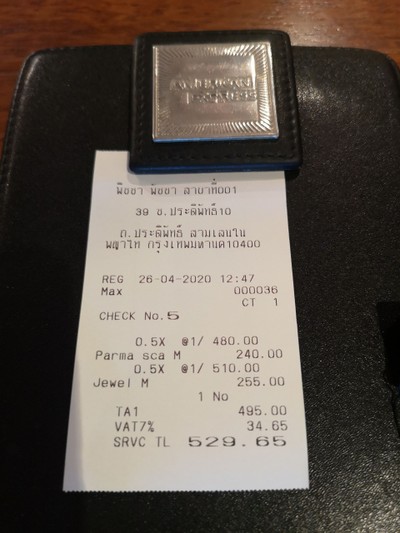 AMERICAN
EXPRESS
พิซซา พัซซา สาขาที่001
39 ซ.ประดิพัทธ์10
ถ.ประดิพัทธ์ สามเสนใน
พญาไท กรุงเทพมหานคร10400
REG 26-04-2020 12:47
Max 000036
CT 1
CHECK No.5
0.5X @1/ 480.00
Parma sca M 240.00
0.5X @1/ 510.00
Jewel M 255.00
1 No
TA1 495.00
VAT7% 34.65
SRVC TL 529.65